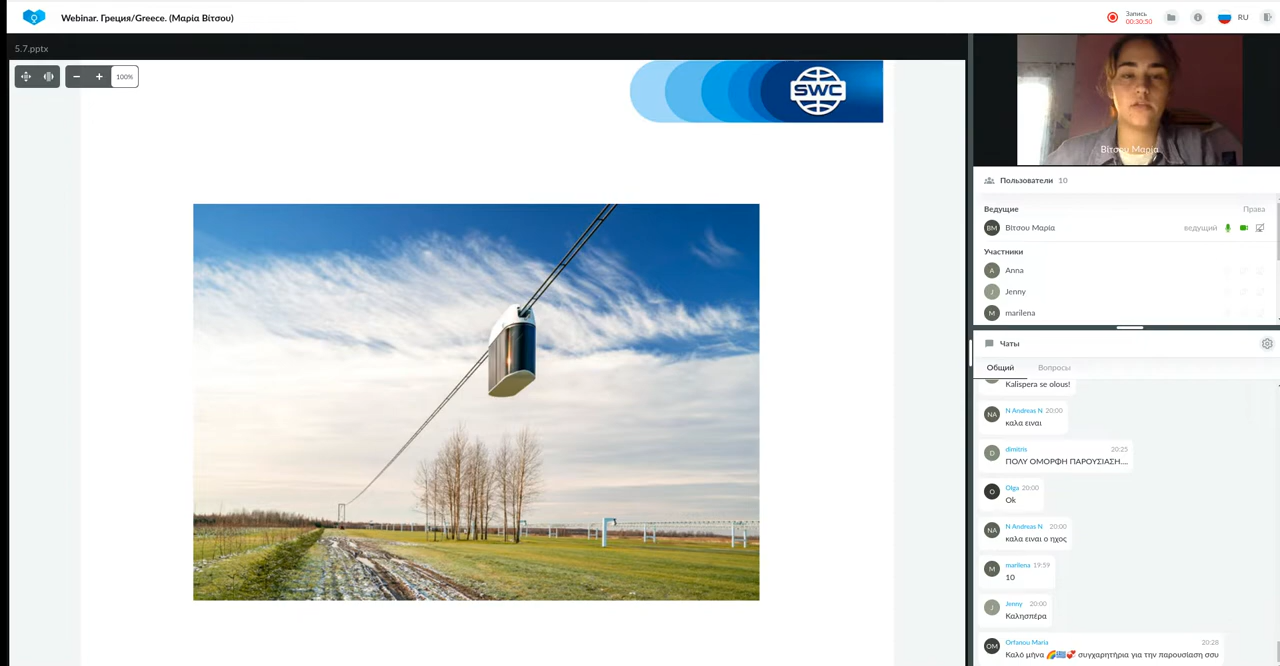 Webinar. Греция/Greece. (Μαρία Βίτσου)
Запись
00:30:50
RU
5.7.pptx
100%
SWC
Βίτσου Μαρία
Пользователи 10
Ведущие Права
ВМ Βίτσου Μαρία ведущий
Участники
A Anna
J Jenny
M marilena
Чаты
Общий Вопросы
Kalispera se olous!
NA N Andreas N 20:00
καλα ειναι
D dimitris 20:25
ΠΟΛΥ ΟΜΟΡΦΗ ΠΑΡΟΥΣΙΑΣΗ....
O Olga 20:00
Ok
NA N Andreas N 20:00
καλα ειναι ο ηχος
M marilena 19:59
10
J Jenny 20:00
Καλησπέρα
OM Orfanou Maria 20:28
Καλό μήνα 🌈🇬🇷💞 συγχαρητήρια για την παρουσίαση σου